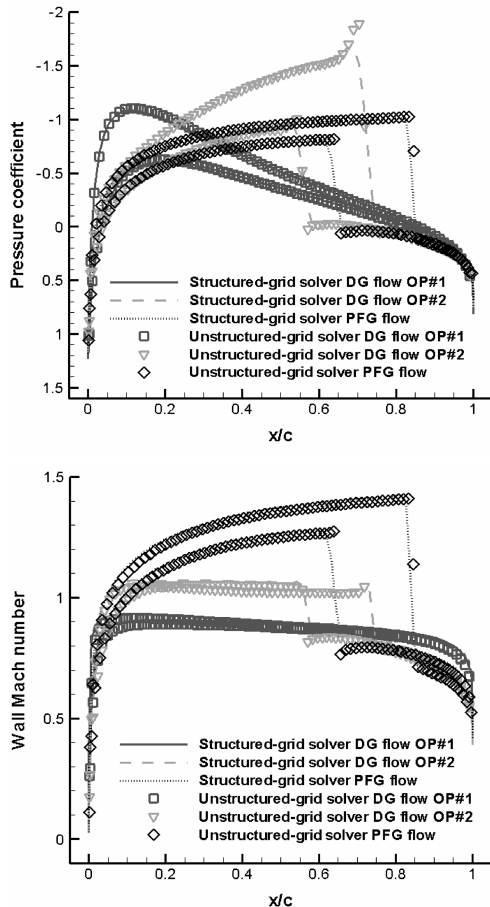 -2
-1.5
-1
-0.5
0
0.5
1
1.5
Pressure coefficient
Structured-grid solver DG flow OP#1
Structured-grid solver DG flow OP#2
Structured-grid solver PFG flow
Unstructured-grid solver DG flow OP#1
Unstructured-grid solver DG flow OP#2
Unstructured-grid solver PFG flow
0 0.2 0.4 0.6 0.8 1
x/c
1.5
1
0.5
0
Wall Mach number
Structured-grid solver DG flow OP#1
Structured-grid solver DG flow OP#2
Structured-grid solver PFG flow
Unstructured-grid solver DG flow OP#1
Unstructured-grid solver DG flow OP#2
Unstructured-grid solver PFG flow
0 0.2 0.4 0.6 0.8 1
x/c